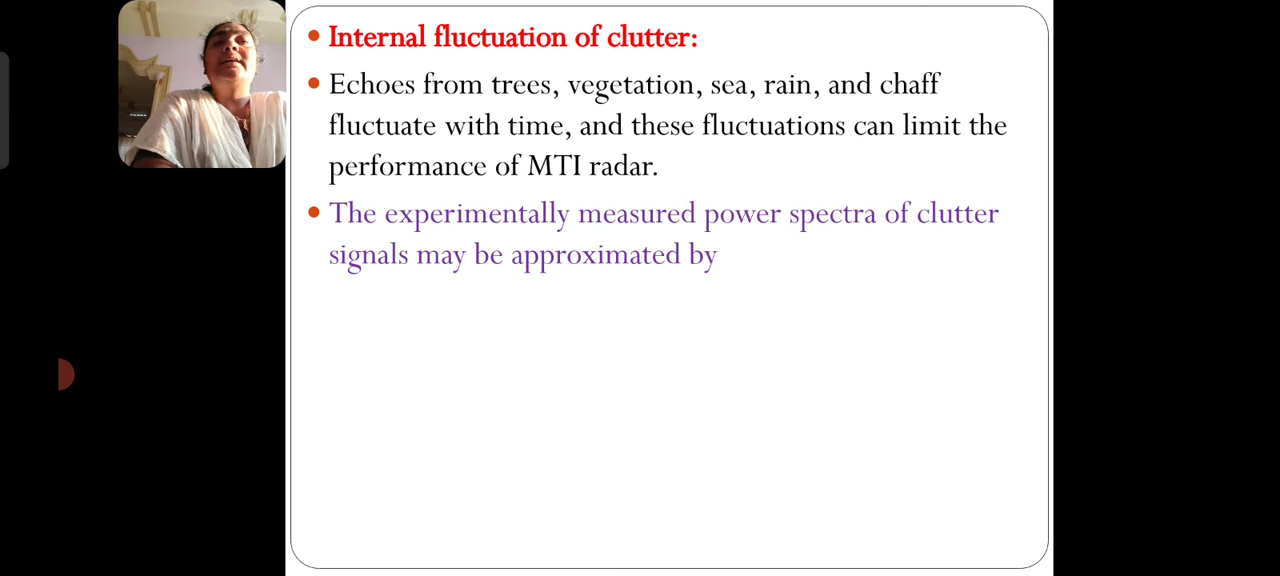 Internal fluctuation of clutter:
Echoes from trees, vegetation, sea, rain, and chaff
fluctuate with time, and these fluctuations can limit the
performance of MTI radar.
The experimentally measured power spectra of clutter
signals may be approximated by